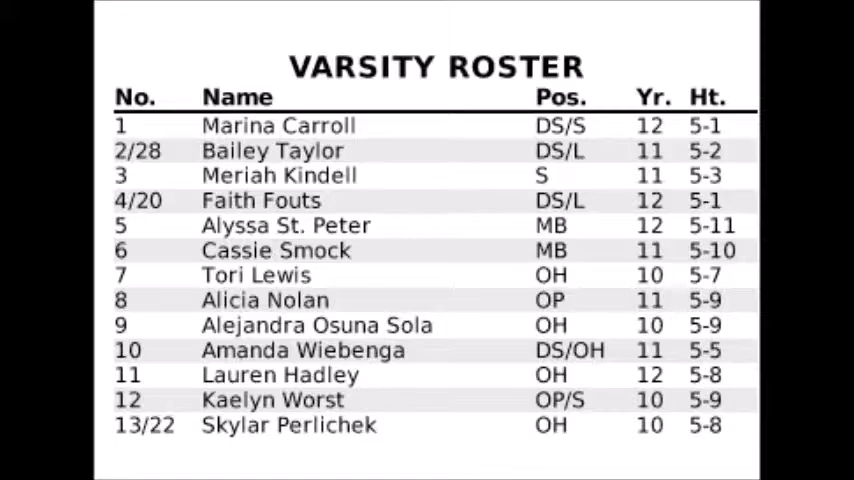 VARSITY ROSTER
No. Name Pos. Yr. Ht.
1 Marina Carroll DS/S 12 5-1
2/28 Bailey Taylor DS/L 11 5-2
3 Meriah Kindell S 11 5-3
4/20 Faith Fouts DS/L 12 5-1
5 Alyssa St. Peter MB 12 5-11
6 Cassie Smock MB 11 5-10
7 Tori Lewis OH 10 5-7
8 Alicia Nolan OP 11 5-9
9 Alejandra Osuna Sola OH 10 5-9
10 Amanda Wiebenga DS/OH 11 5-5
11 Lauren Hadley OH 12 5-8
12 Kaelyn Worst OP/S 10 5-9
13/22 Skylar Perlichek OH 10 5-8